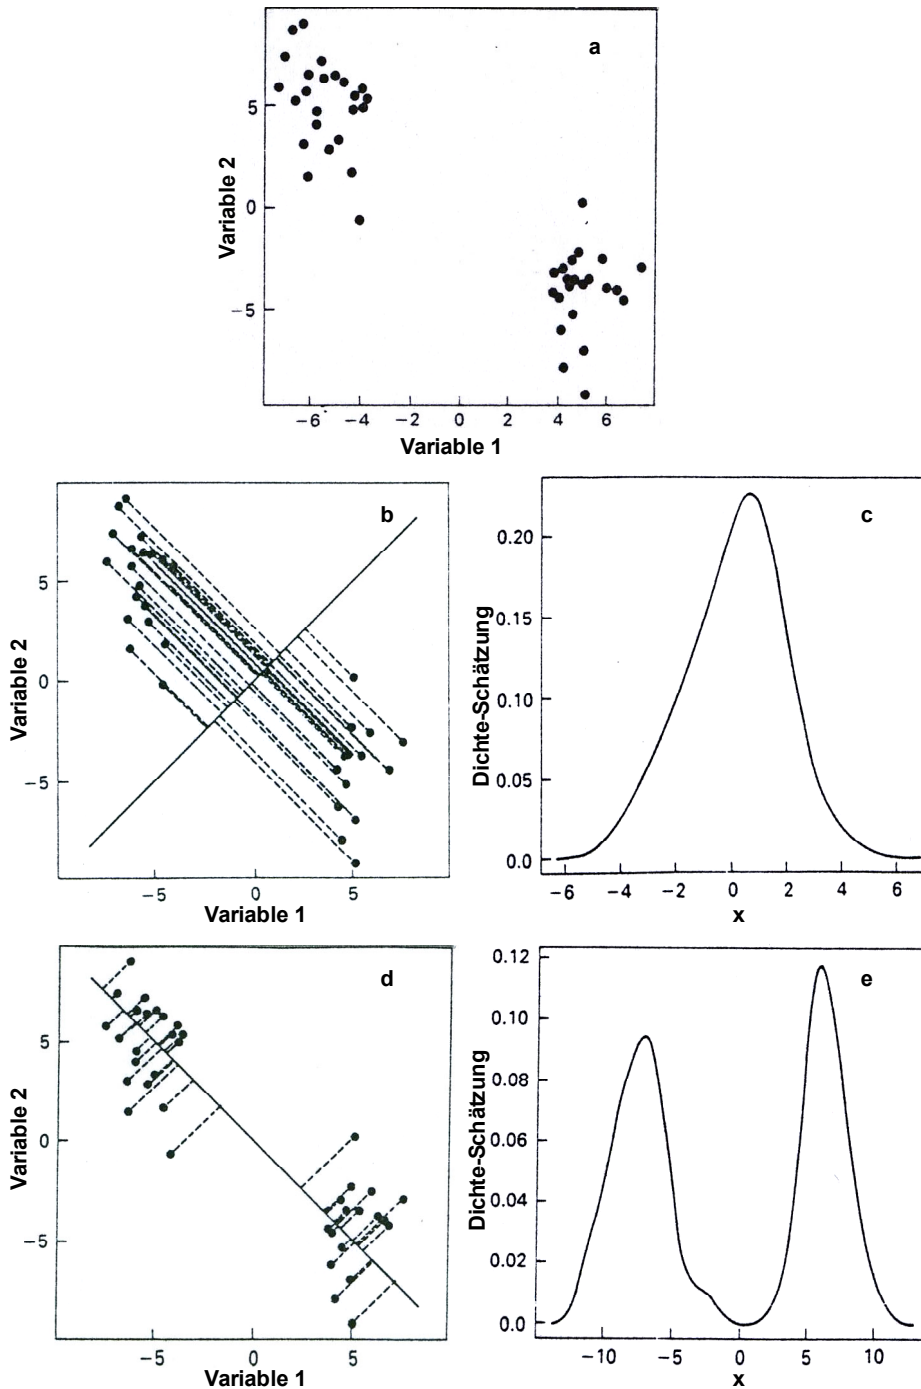 a
Variable 2
5
0
−5
−6 −4 −2 0 2 4 6
Variable 1
b
Variable 2
5
0
−5
−5 0 5
Variable 1
c
Dichte-Schätzung
0.20
0.15
0.10
0.05
0.0
−6 −4 −2 0 2 4 6
x
d
Variable 2
5
0
−5
−5 0 5
Variable 1
e
Dichte-Schätzung
0.12
0.10
0.08
0.06
0.04
0.02
0.0
−10 −5 0 5 10
x